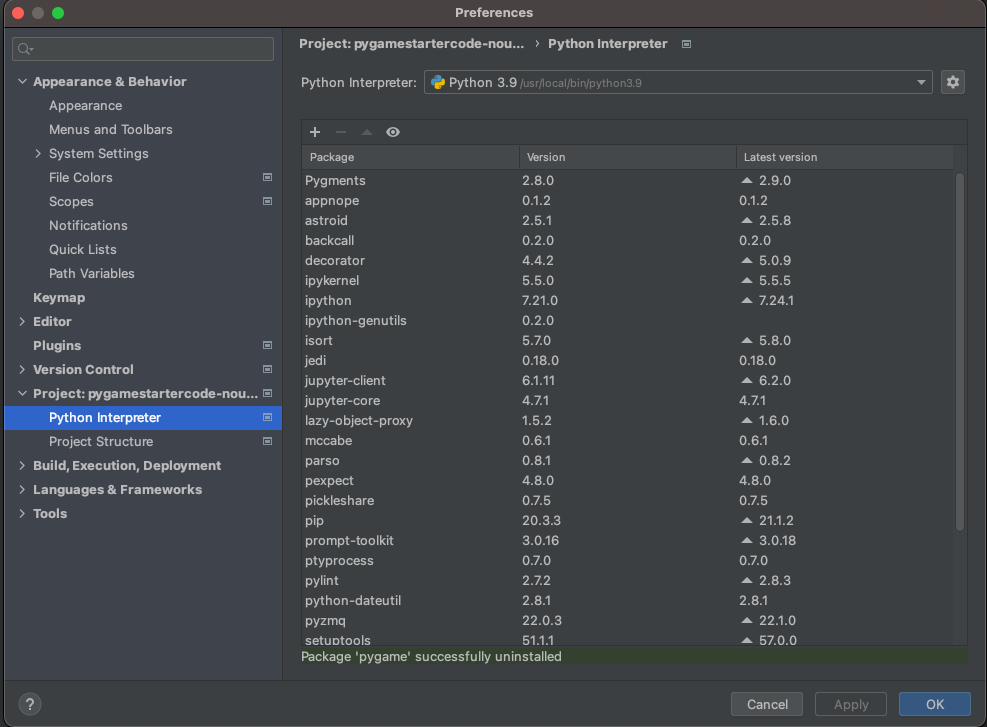 Preferences
Project: pygamestartercode-nou... › Python Interpreter
Appearance & Behavior
Appearance
Menus and Toolbars
System Settings
File Colors
Scopes
Notifications
Quick Lists
Path Variables
Keymap
Editor
Plugins
Version Control
Project: pygamestartercode-nou...
Python Interpreter
Project Structure
Build, Execution, Deployment
Languages & Frameworks
Tools
Python Interpreter: Python 3.9 /usr/local/bin/python3.9
Package Version Latest version
Pygments 2.8.0 2.9.0
appnope 0.1.2 0.1.2
astroid 2.5.1 2.5.8
backcall 0.2.0 0.2.0
decorator 4.4.2 5.0.9
ipykernel 5.5.0 5.5.5
ipython 7.21.0 7.24.1
ipython-genutils 0.2.0
isort 5.7.0 5.8.0
jedi 0.18.0 0.18.0
jupyter-client 6.1.11 6.2.0
jupyter-core 4.7.1 4.7.1
lazy-object-proxy 1.5.2 1.6.0
mccabe 0.6.1 0.6.1
parso 0.8.1 0.8.2
pexpect 4.8.0 4.8.0
pickleshare 0.7.5 0.7.5
pip 20.3.3 21.1.2
prompt-toolkit 3.0.16 3.0.18
ptyprocess 0.7.0 0.7.0
pylint 2.7.2 2.8.3
python-dateutil 2.8.1 2.8.1
pyzmq 22.0.3 22.1.0
setuptools 51.1.1 57.0.0
Package 'pygame' successfully uninstalled
? Cancel Apply OK